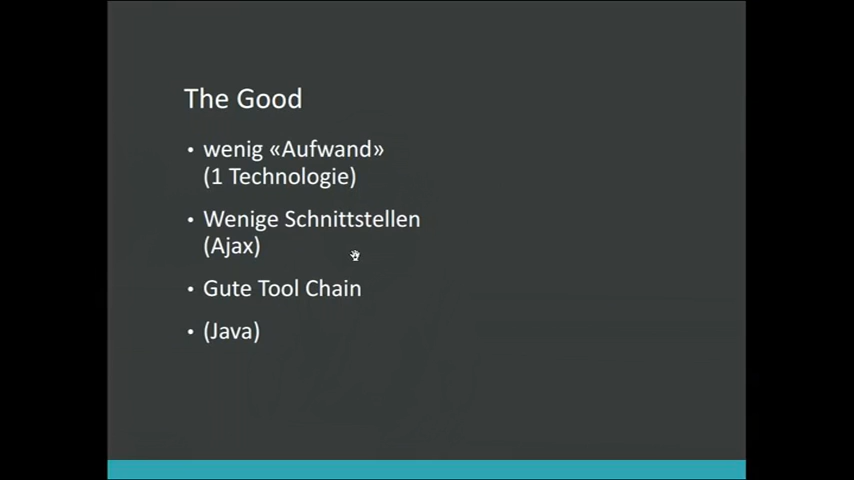 The Good
• wenig «Aufwand»
(1 Technologie)
• Wenige Schnittstellen
(Ajax)
• Gute Tool Chain
• (Java)